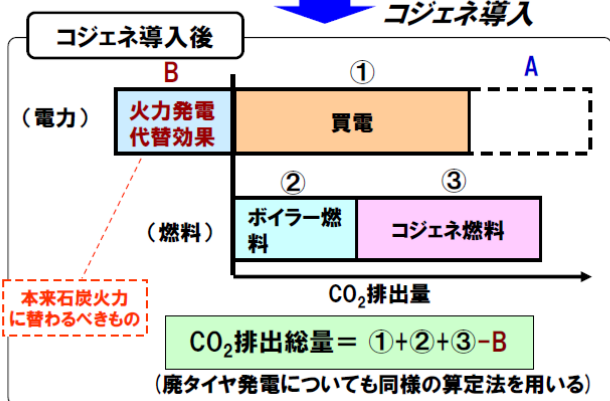 コジェネ導入
コジェネ導入後
B
①
A
(電力)
火力発電
代替効果
買電
②
③
(燃料)
ボイラー燃
料
コジェネ燃料
CO₂排出量
本来石炭火力
に替わるべきもの
CO₂排出総量= ①+②+③-B
(廃タイヤ発電についても同様の算定法を用いる)